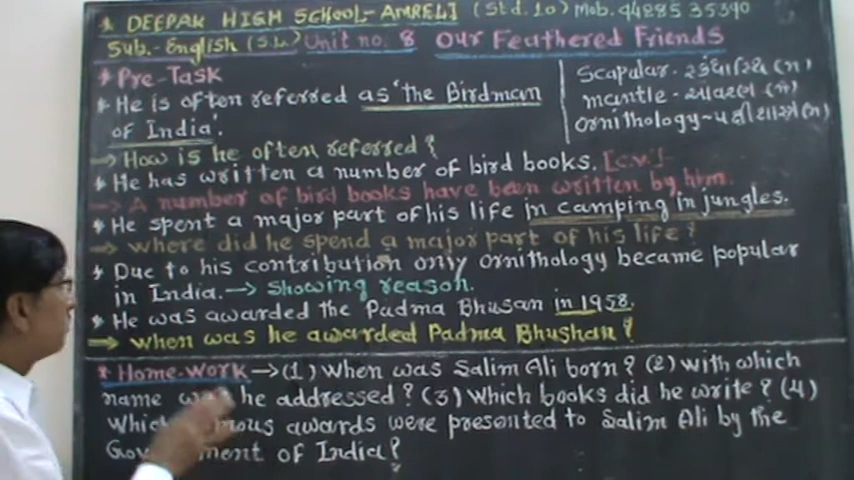 * DEEPAK HIGH SCHOOL-AMRELI (Std.10) Mob. 94285 35390
Sub.-English (S.L.) Unit no. 8 Our Feathered Friends
* Pre-Task
* He is often referred as 'the Birdman
of India'.
Scapular - સ્કંધાસ્થિ (n)
mantle - આવરણ (n)
ornithology - પક્ષીશાસ્ત્ર (n)
→ How is he often referred?
* He has written a number of bird books. [C.V.]
→ A number of bird books have been written by him.
* He spent a major part of his life in camping in jungles.
→ Where did he spend a major part of his life?
* Due to his contribution only ornithology became popular
in India. → Showing reason.
* He was awarded the Padma Bhusan in 1958.
→ When was he awarded Padma Bhushan?
* Home-Work → (1) When was Salim Ali born? (2) With which
name was he addressed? (3) Which books did he write? (4)
Which awards were presented to Salim Ali by the
of India?